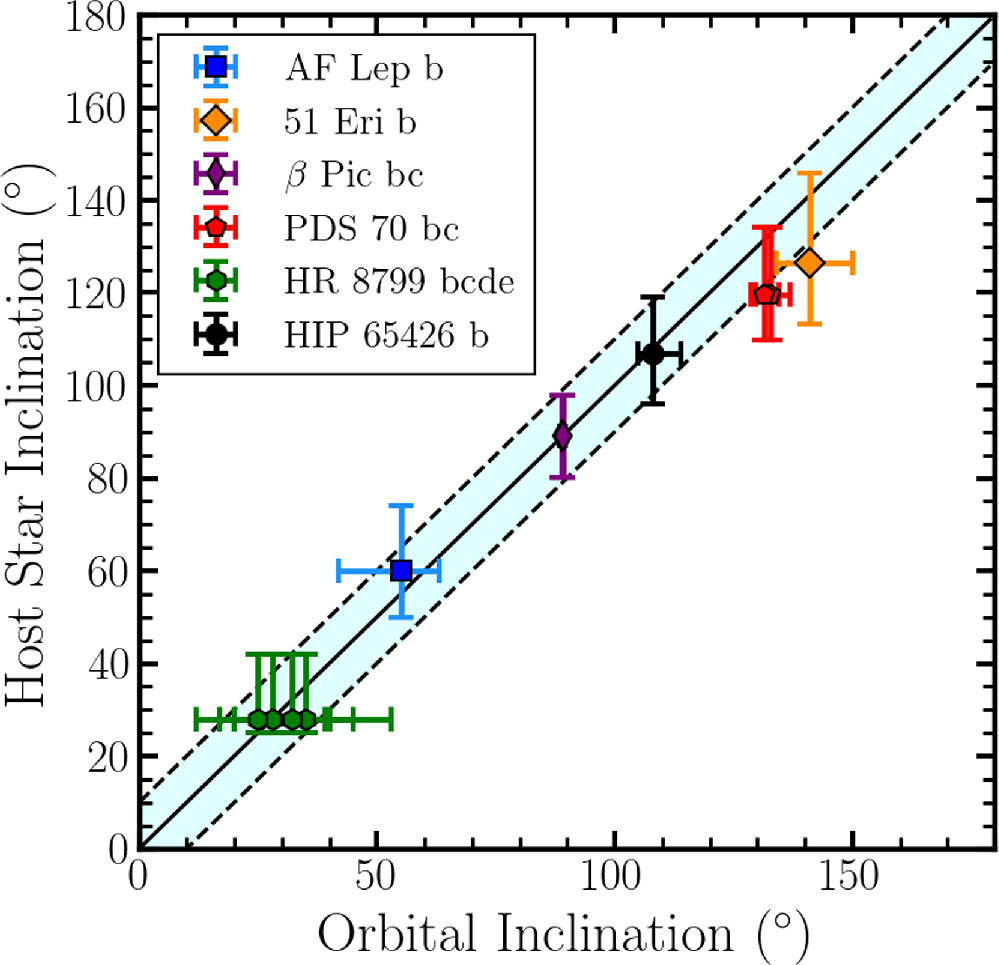 180
160
140
120
100
80
60
40
20
0
Host Star Inclination (°)
AF Lep b
51 Eri b
β Pic bc
PDS 70 bc
HR 8799 bcde
HIP 65426 b
0 50 100 150
Orbital Inclination (°)